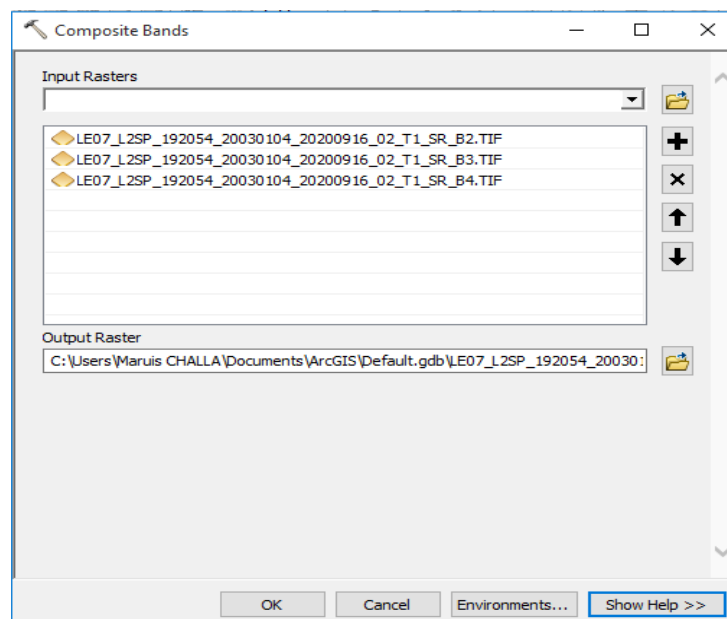 Composite Bands
Input Rasters
LE07_L2SP_192054_20030104_20200916_02_T1_SR_B2.TIF
LE07_L2SP_192054_20030104_20200916_02_T1_SR_B3.TIF
LE07_L2SP_192054_20030104_20200916_02_T1_SR_B4.TIF
Output Raster
C:\Users\Maruis CHALLA\Documents\ArcGIS\Default.gdb\LE07_L2SP_192054_20030:
OK Cancel Environments... Show Help >>